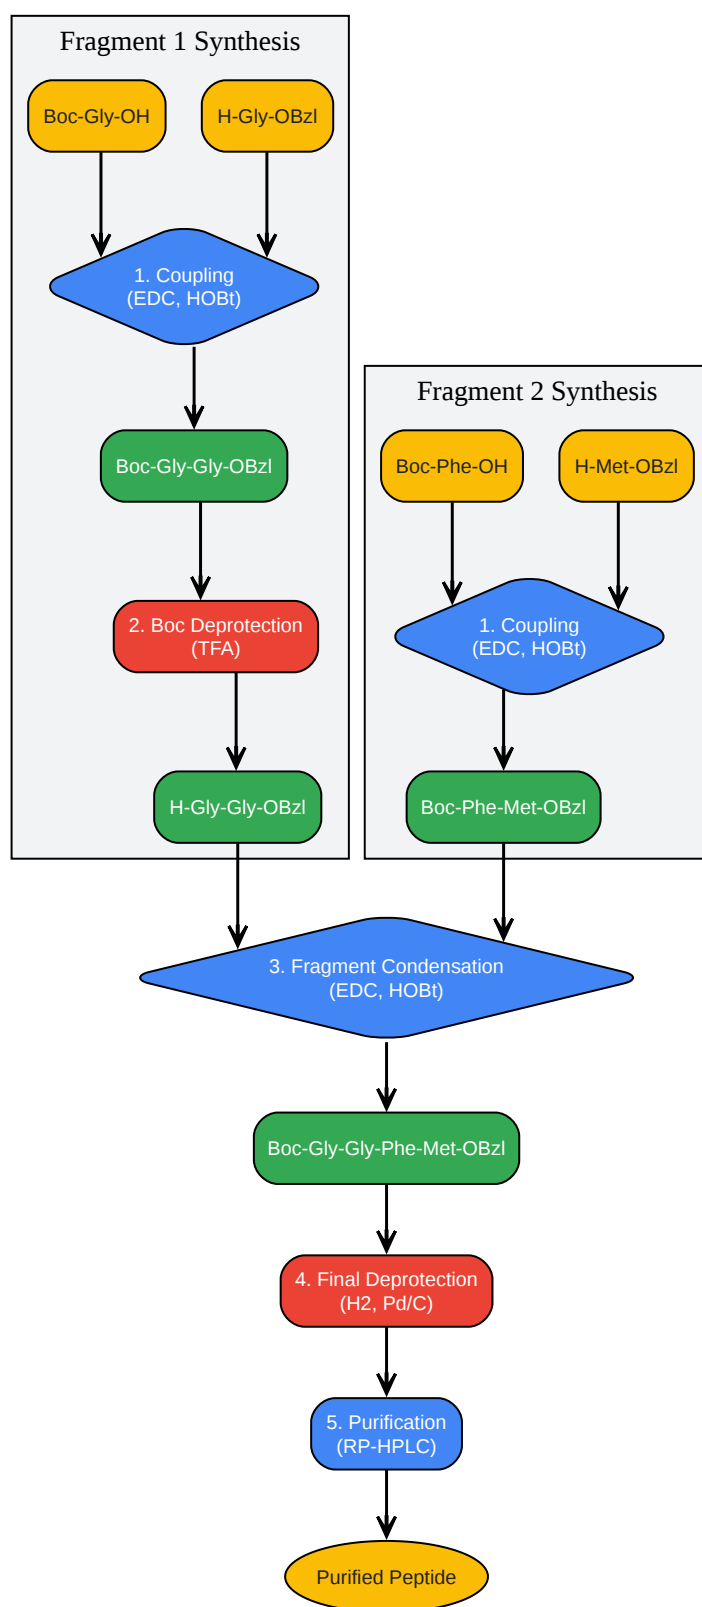 Fragment 1 Synthesis
Boc-Gly-OH
H-Gly-OBzl
1. Coupling
(EDC, HOBt)
Boc-Gly-Gly-OBzl
2. Boc Deprotection
(TFA)
H-Gly-Gly-OBzl
Fragment 2 Synthesis
Boc-Phe-OH
H-Met-OBzl
1. Coupling
(EDC, HOBt)
Boc-Phe-Met-OBzl
3. Fragment Condensation
(EDC, HOBt)
Boc-Gly-Gly-Phe-Met-OBzl
4. Final Deprotection
(H2, Pd/C)
5. Purification
(RP-HPLC)
Purified Peptide